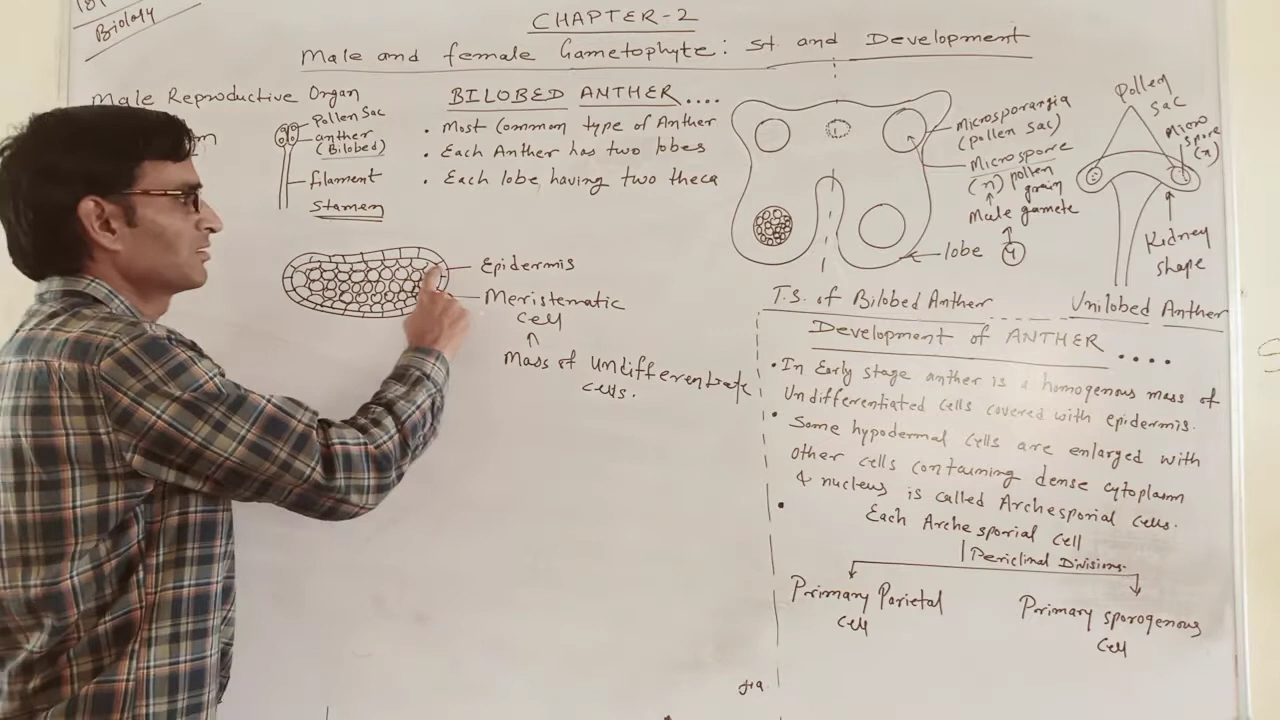 Biology
CHAPTER-2
Male and female Gametophyte: st and Development
Male Reproductive Organ
Pollen Sac
anther
(Bilobed)
filament
Stamen
BILOBED ANTHER....
• Most Common type of Anther
• Each Anther has two lobes
• Each lobe having two theca
Microsporangia
(pollen sac)
Microspore
(n) pollen
grain
Male gamete
4
lobe
T.S. of Bilobed Anther
Pollen
Sac
Micro
spore
(n)
Kidney
shape
Unilobed Anther
Epidermis
Meristematic
Cell
Mass of Undifferentiate
cells.
Development of ANTHER ....
• In Early stage anther is a homogenous mass of
Undifferentiated cells covered with epidermis.
• Some hypodermal cells are enlarged with
other cells containing dense cytoplasm
& nucleus is called Archesporial cells.
• Each Archesporial cell
Periclinal Divisions.
Primary Parietal
Cell
Primary sporogenous
Cell